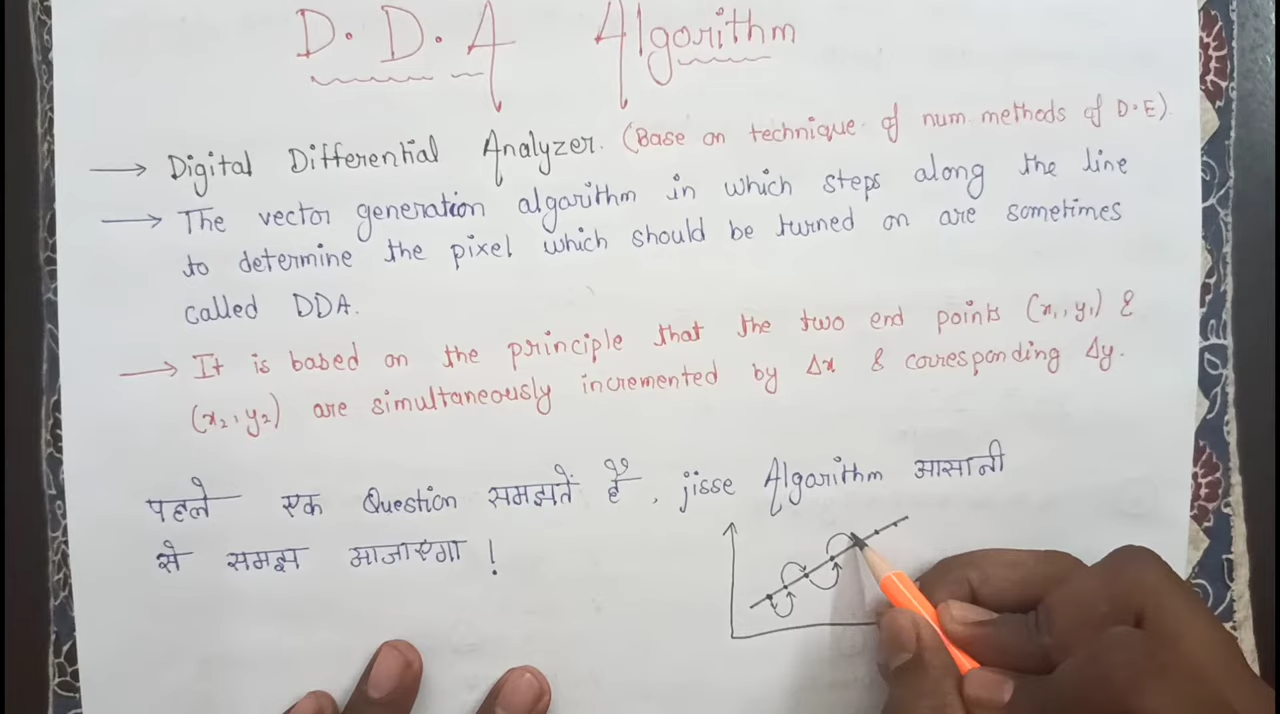 D. D. A Algorithm
→ Digital Differential Analyzer. (Base on technique of num methods of D.E).
→ The vector generation algarithm in which steps along the line
to determine the pixel which should be turned on are sometimes
called DDA.
→ It is based on the principle that the two end points (x₁, y₁) &
(x₂, y₂) are simultaneously incremented by Δx & corresponding Δy.
पहले एक Question समझतें हैं, jisse Algarithm आसानी
से समझ आजाएगा !